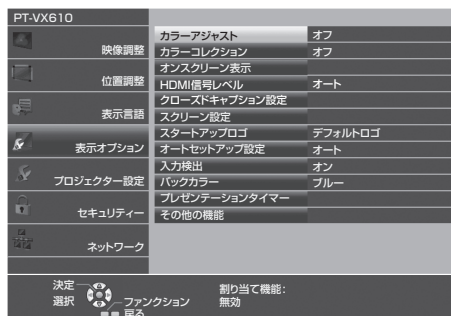 PT-VX610
映像調整
位置調整
表示言語
表示オプション
プロジェクター設定
セキュリティー
ネットワーク
カラーアジャスト オフ
カラーコレクション オフ
オンスクリーン表示
HDMI信号レベル オート
クローズドキャプション設定
スクリーン設定
スタートアップロゴ デフォルトロゴ
オートセットアップ設定 オート
入力検出 オン
バックカラー ブルー
プレゼンテーションタイマー
その他の機能
決定
選択
ファンクション
戻る
割り当て機能:
無効